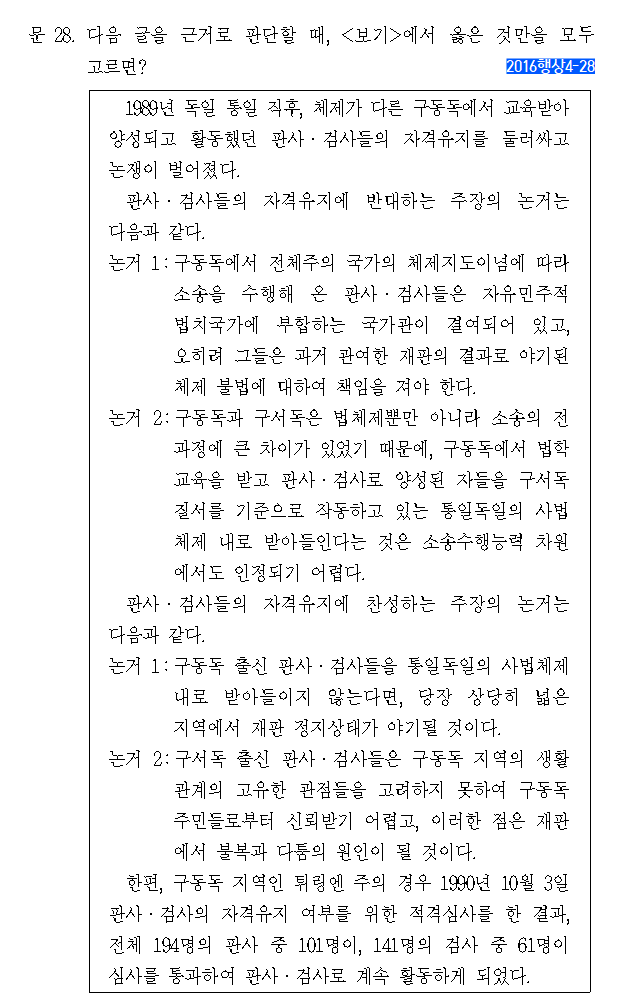 문 28. 다음 글을 근거로 판단할 때, <보기>에서 옳은 것만을 모두
고르면?
2016행상4-28
1989년 독일 통일 직후, 체제가 다른 구동독에서 교육받아
양성되고 활동했던 판사·검사들의 자격유지를 둘러싸고
논쟁이 벌어졌다.
판사·검사들의 자격유지에 반대하는 주장의 논거는
다음과 같다.
논거 1: 구동독에서 전체주의 국가의 체제지도이념에 따라
소송을 수행해 온 판사·검사들은 자유민주적
법치국가에 부합하는 국가관이 결여되어 있고,
오히려 그들은 과거 관여한 재판의 결과로 야기된
체제 불법에 대하여 책임을 져야 한다.
논거 2: 구동독과 구서독은 법체제뿐만 아니라 소송의 전
과정에 큰 차이가 있었기 때문에, 구동독에서 법학
교육을 받고 판사·검사로 양성된 자들을 구서독
질서를 기준으로 작동하고 있는 통일독일의 사법
체제 내로 받아들인다는 것은 소송수행능력 차원
에서도 인정되기 어렵다.
판사·검사들의 자격유지에 찬성하는 주장의 논거는
다음과 같다.
논거 1: 구동독 출신 판사·검사들을 통일독일의 사법체제
내로 받아들이지 않는다면, 당장 상당히 넓은
지역에서 재판 정지상태가 야기될 것이다.
논거 2: 구서독 출신 판사·검사들은 구동독 지역의 생활
관계의 고유한 관점들을 고려하지 못하여 구동독
주민들로부터 신뢰받기 어렵고, 이러한 점은 재판
에서 불복과 다툼의 원인이 될 것이다.
한편, 구동독 지역인 튀링엔 주의 경우 1990년 10월 3일
판사·검사의 자격유지 여부를 위한 적격심사를 한 결과,
전체 194명의 판사 중 101명이, 141명의 검사 중 61명이
심사를 통과하여 판사·검사로 계속 활동하게 되었다.